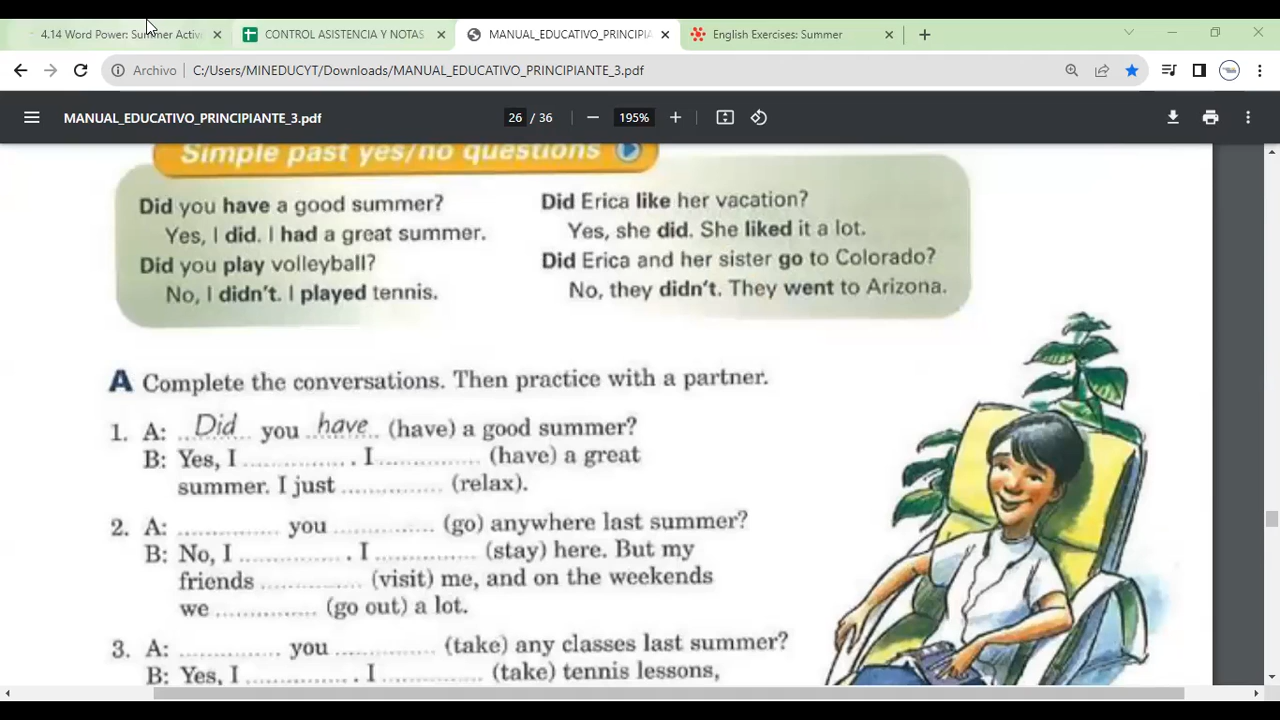 4.14 Word Power: Summer Activi
CONTROL ASISTENCIA Y NOTAS
MANUAL_EDUCATIVO_PRINCIPIA
English Exercises: Summer
Archivo
C:/Users/MINEDUCYT/Downloads/MANUAL_EDUCATIVO_PRINCIPIANTE_3.pdf
MANUAL_EDUCATIVO_PRINCIPIANTE_3.pdf
26 / 36
195%
Simple past yes/no questions
Did you have a good summer?
Yes, I did. I had a great summer.
Did you play volleyball?
No, I didn't. I played tennis.
Did Erica like her vacation?
Yes, she did. She liked it a lot.
Did Erica and her sister go to Colorado?
No, they didn't. They went to Arizona.
A Complete the conversations. Then practice with a partner.
1. A: Did you have (have) a good summer?
B: Yes, I .............. . I .............. (have) a great
summer. I just .............. (relax).
2. A: .............. you .............. (go) anywhere last summer?
B: No, I .............. . I .............. (stay) here. But my
friends .............. (visit) me, and on the weekends
we .............. (go out) a lot.
3. A: .............. you .............. (take) any classes last summer?
B: Yes, I .............. . I .............. (take) tennis lessons,